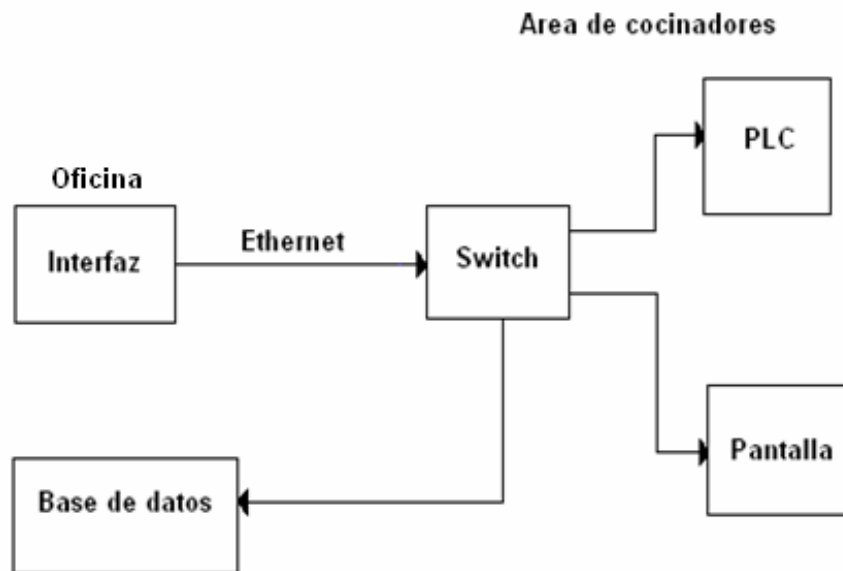 Area de cocinadores
PLC
Oficina
Interfaz
Ethernet
Switch
Pantalla
Base de datos